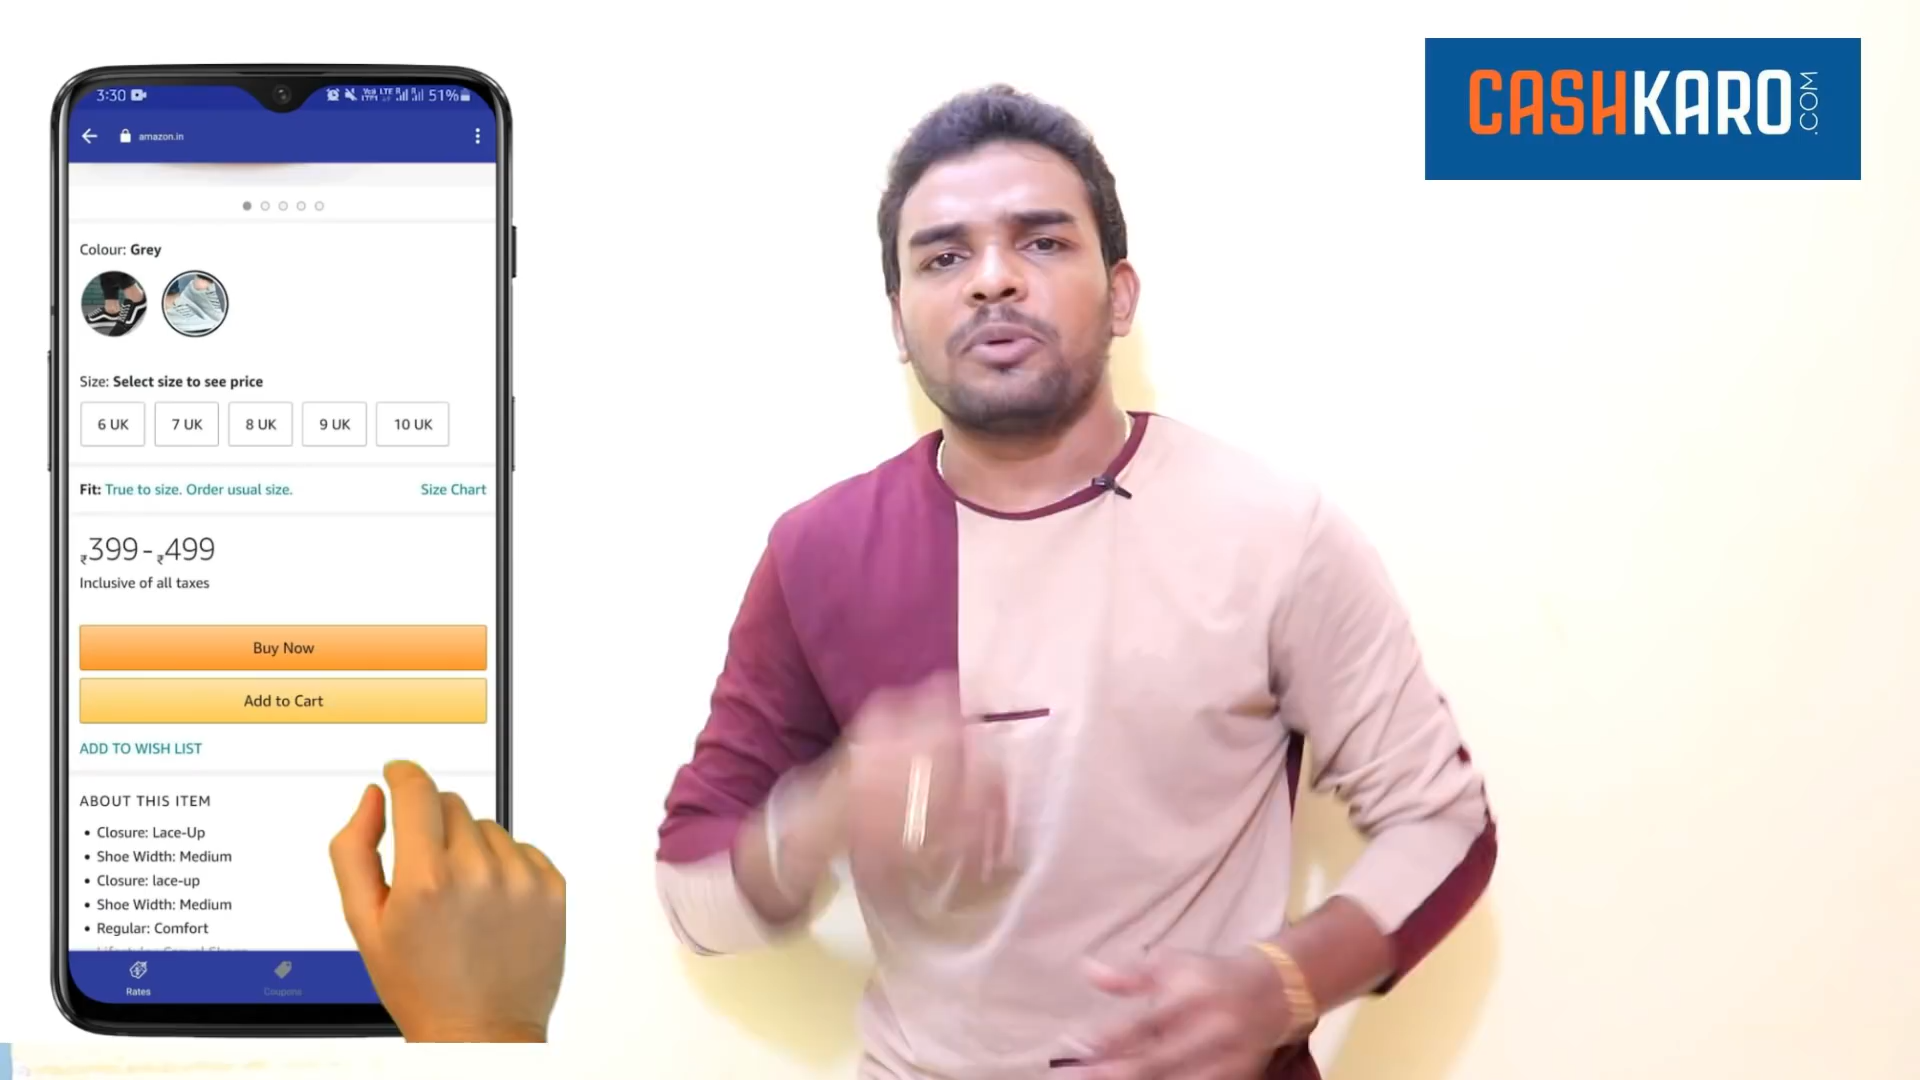 3:30
51%
amazon.in
CASHKARO.COM
Colour: Grey
Size: Select size to see price
6 UK
7 UK
8 UK
9 UK
10 UK
Fit: True to size. Order usual size.
Size Chart
₹399 - ₹499
Inclusive of all taxes
Buy Now
Add to Cart
ADD TO WISH LIST
ABOUT THIS ITEM
• Closure: Lace-Up
• Shoe Width: Medium
• Closure: lace-up
• Shoe Width: Medium
• Regular: Comfort
Rates
Coupons